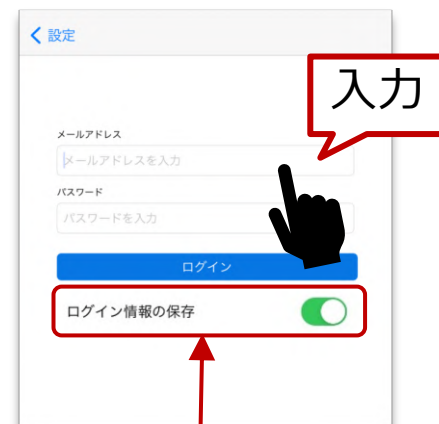 設定
入力
メールアドレス
メールアドレスを入力
パスワード
パスワードを入力
ログイン
ログイン情報の保存